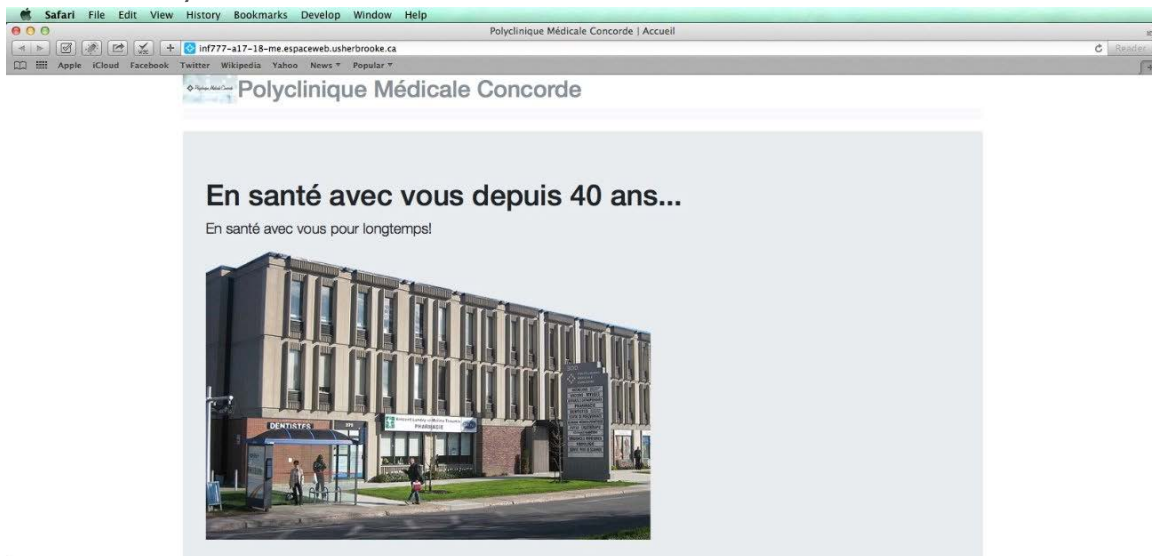 Safari File Edit View History Bookmarks Develop Window Help
Polyclinique Médicale Concorde | Accueil
inf777-a17-18-me.espaceweb.usherbrooke.ca
Reader
Apple iCloud Facebook Twitter Wikipedia Yahoo News Popular
Polyclinique Médicale Concorde
En santé avec vous depuis 40 ans...
En santé avec vous pour longtemps!
300
DENTISTES
PHARMACIE